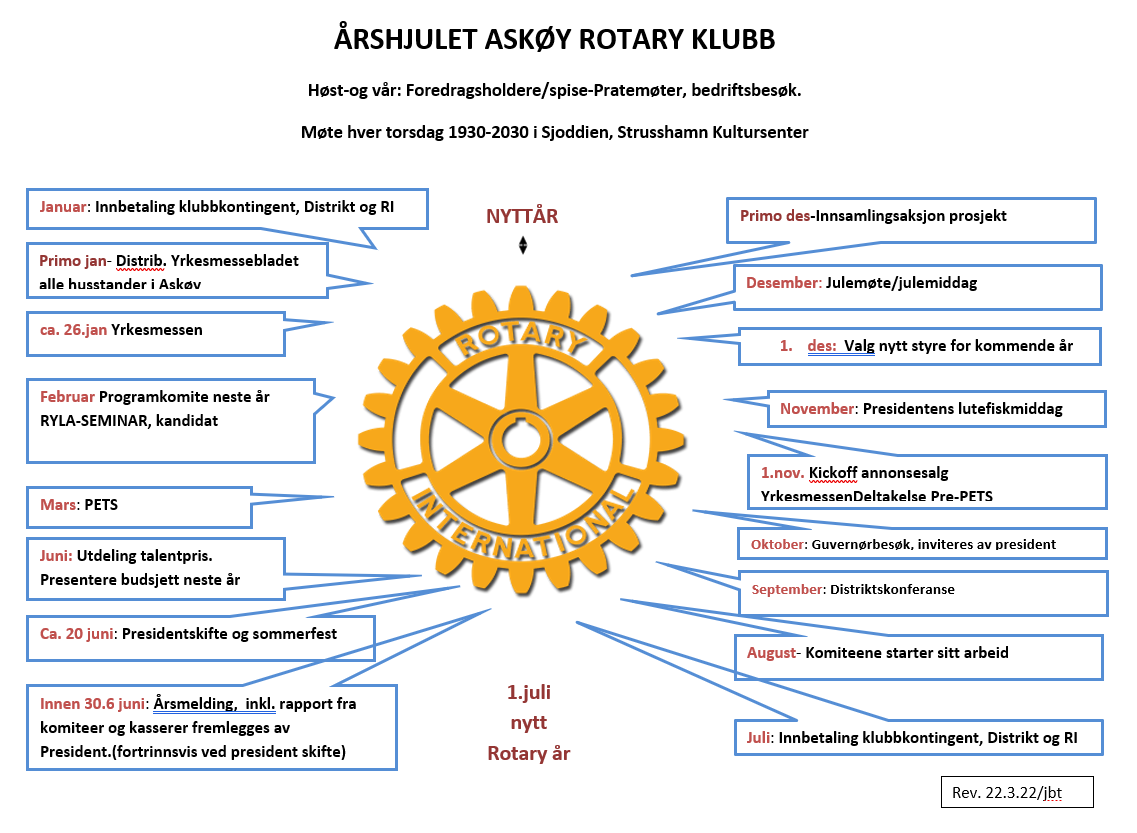 ÅRSHJULET ASKØY ROTARY KLUBB
Høst-og vår: Foredragsholdere/spise-Pratemøter, bedriftsbesøk.
Møte hver torsdag 1930-2030 i Sjoddien, Strusshamn Kultursenter
Januar: Innbetaling klubbkontingent, Distrikt og RI
Primo jan- Distrib. Yrkesmessebladet
alle husstander i Askøy
ca. 26.jan Yrkesmessen
Februar Programkomite neste år
RYLA-SEMINAR, kandidat
Mars: PETS
Juni: Utdeling talentpris.
Presentere budsjett neste år
Ca. 20 juni: Presidentskifte og sommerfest
Innen 30.6 juni: Årsmelding, inkl. rapport fra
komiteer og kasserer fremlegges av
President.(fortrinnsvis ved president skifte)
NYTTÅR
ROTARY
INTERNATIONAL
1.juli
nytt
Rotary år
Primo des-Innsamlingsaksjon prosjekt
Desember: Julemøte/julemiddag
1. des: Valg nytt styre for kommende år
November: Presidentens lutefiskmiddag
1.nov. Kickoff annonsesalg
YrkesmessenDeltakelse Pre-PETS
Oktober: Guvernørbesøk, inviteres av president
September: Distriktskonferanse
August- Komiteene starter sitt arbeid
Juli: Innbetaling klubbkontingent, Distrikt og RI
Rev. 22.3.22/jbt